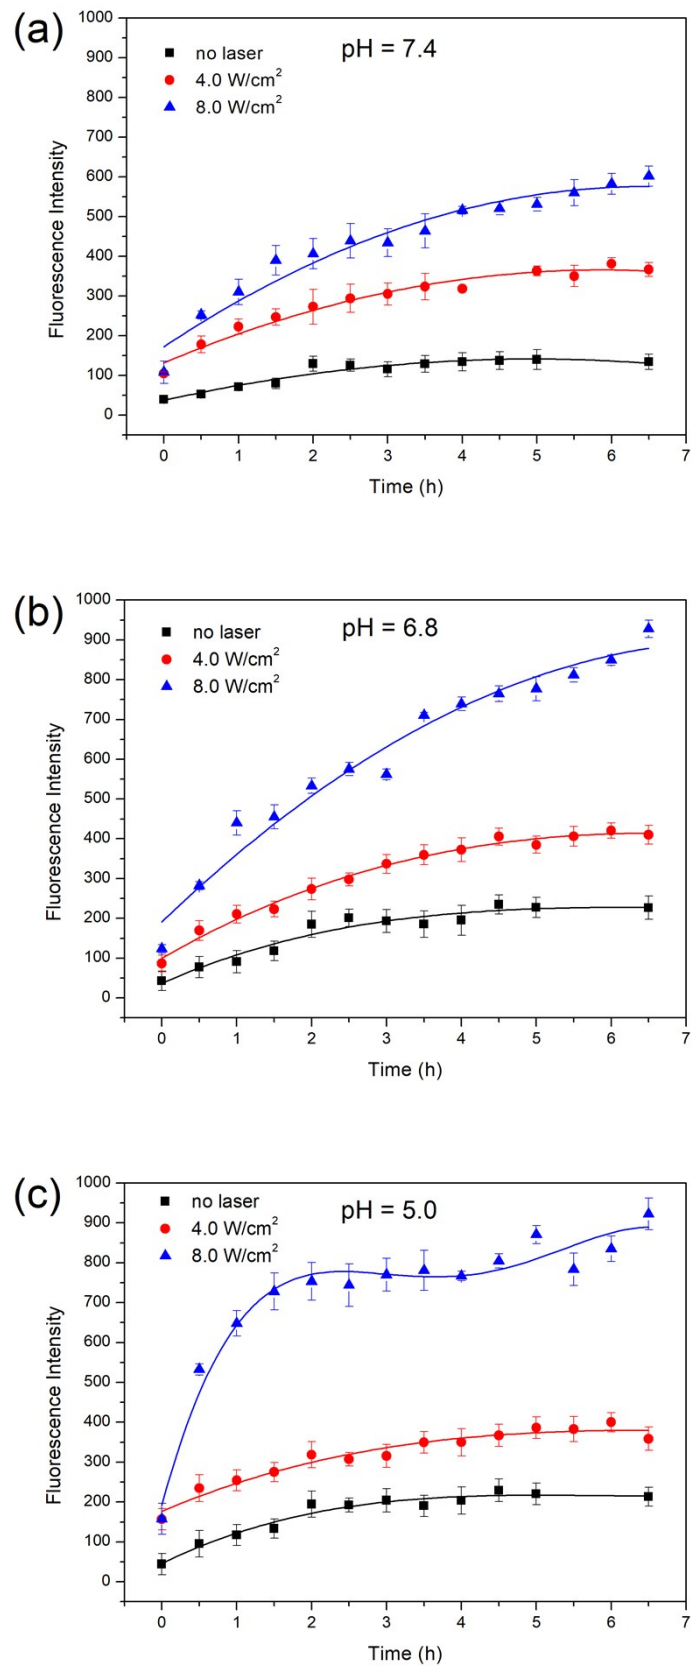 (a)
pH = 7.4
no laser
4.0 W/cm²
8.0 W/cm²
Fluorescence Intensity
1000
900
800
700
600
500
400
300
200
100
0
0 1 2 3 4 5 6 7
Time (h)
(b)
pH = 6.8
no laser
4.0 W/cm²
8.0 W/cm²
Fluorescence Intensity
1000
900
800
700
600
500
400
300
200
100
0
0 1 2 3 4 5 6 7
Time (h)
(c)
pH = 5.0
no laser
4.0 W/cm²
8.0 W/cm²
Fluorescence Intensity
1000
900
800
700
600
500
400
300
200
100
0
0 1 2 3 4 5 6 7
Time (h)